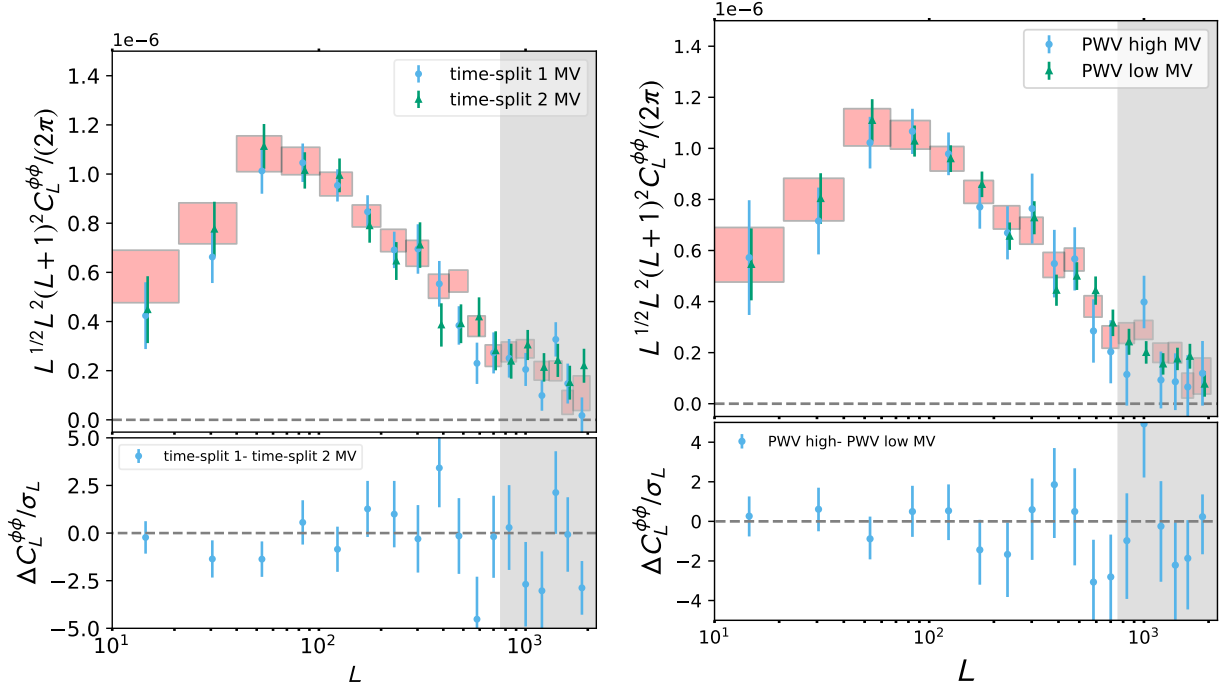 1e−6
L^{1/2}L^2(L+1)^2C_L^{ϕϕ}/(2π)
1.4
1.2
1.0
0.8
0.6
0.4
0.2
0.0
time-split 1 MV
time-split 2 MV
ΔC_L^{ϕϕ}/σ_L
5.0
2.5
0.0
−2.5
−5.0
time-split 1- time-split 2 MV
10^1
10^2
10^3
L
1e−6
L^{1/2}L^2(L+1)^2C_L^{ϕϕ}/(2π)
1.4
1.2
1.0
0.8
0.6
0.4
0.2
0.0
PWV high MV
PWV low MV
ΔC_L^{ϕϕ}/σ_L
4
2
0
−2
−4
PWV high- PWV low MV
10^1
10^2
10^3
L